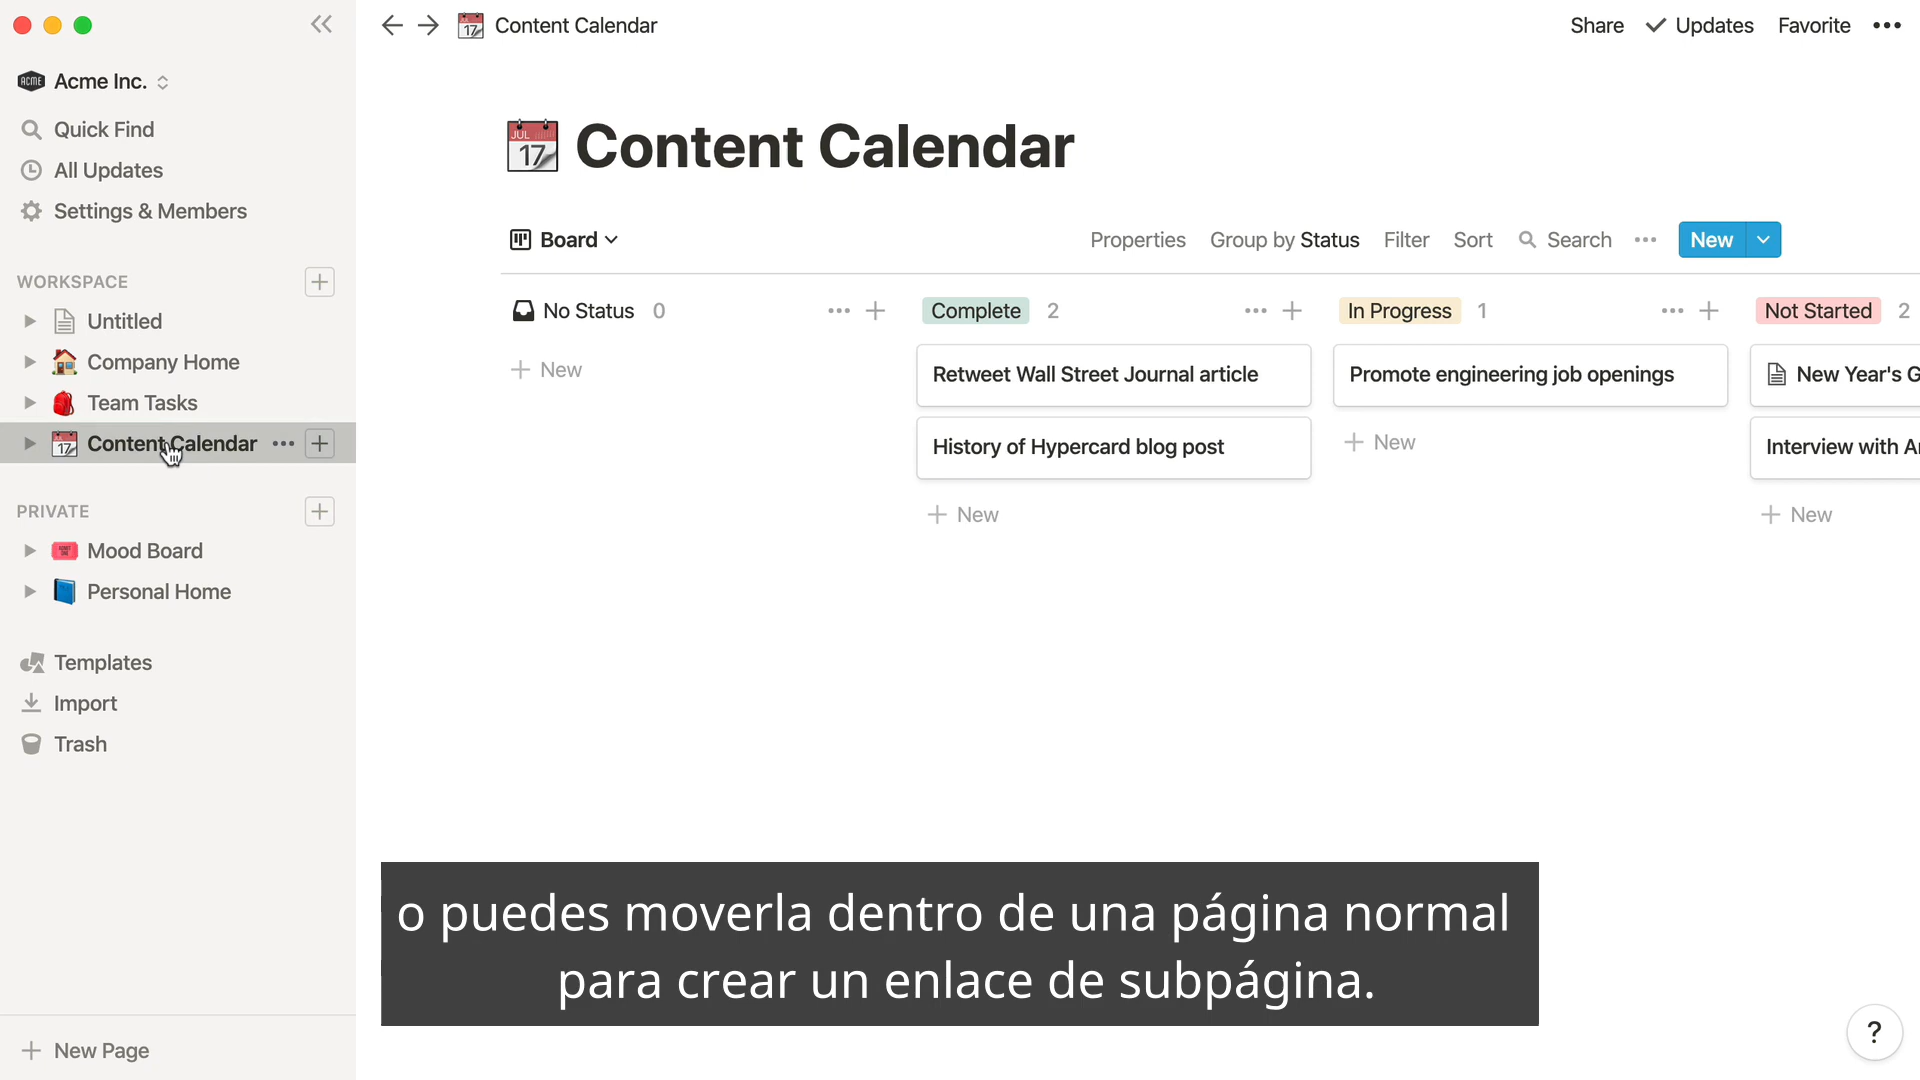 Content Calendar
Share
Updates
Favorite
ACME
Acme Inc.
Quick Find
All Updates
Settings & Members
WORKSPACE
Untitled
Company Home
Team Tasks
17
Content Calendar
PRIVATE
Mood Board
Personal Home
Templates
Import
Trash
New Page
JUL
17
Content Calendar
Board
Properties
Group by Status
Filter
Sort
Search
New
No Status 0
New
Complete 2
Retweet Wall Street Journal article
History of Hypercard blog post
New
In Progress 1
Promote engineering job openings
New
Not Started 2
New Year's G
Interview with
New
o puedes moverla dentro de una página normal
para crear un enlace de subpágina.
?